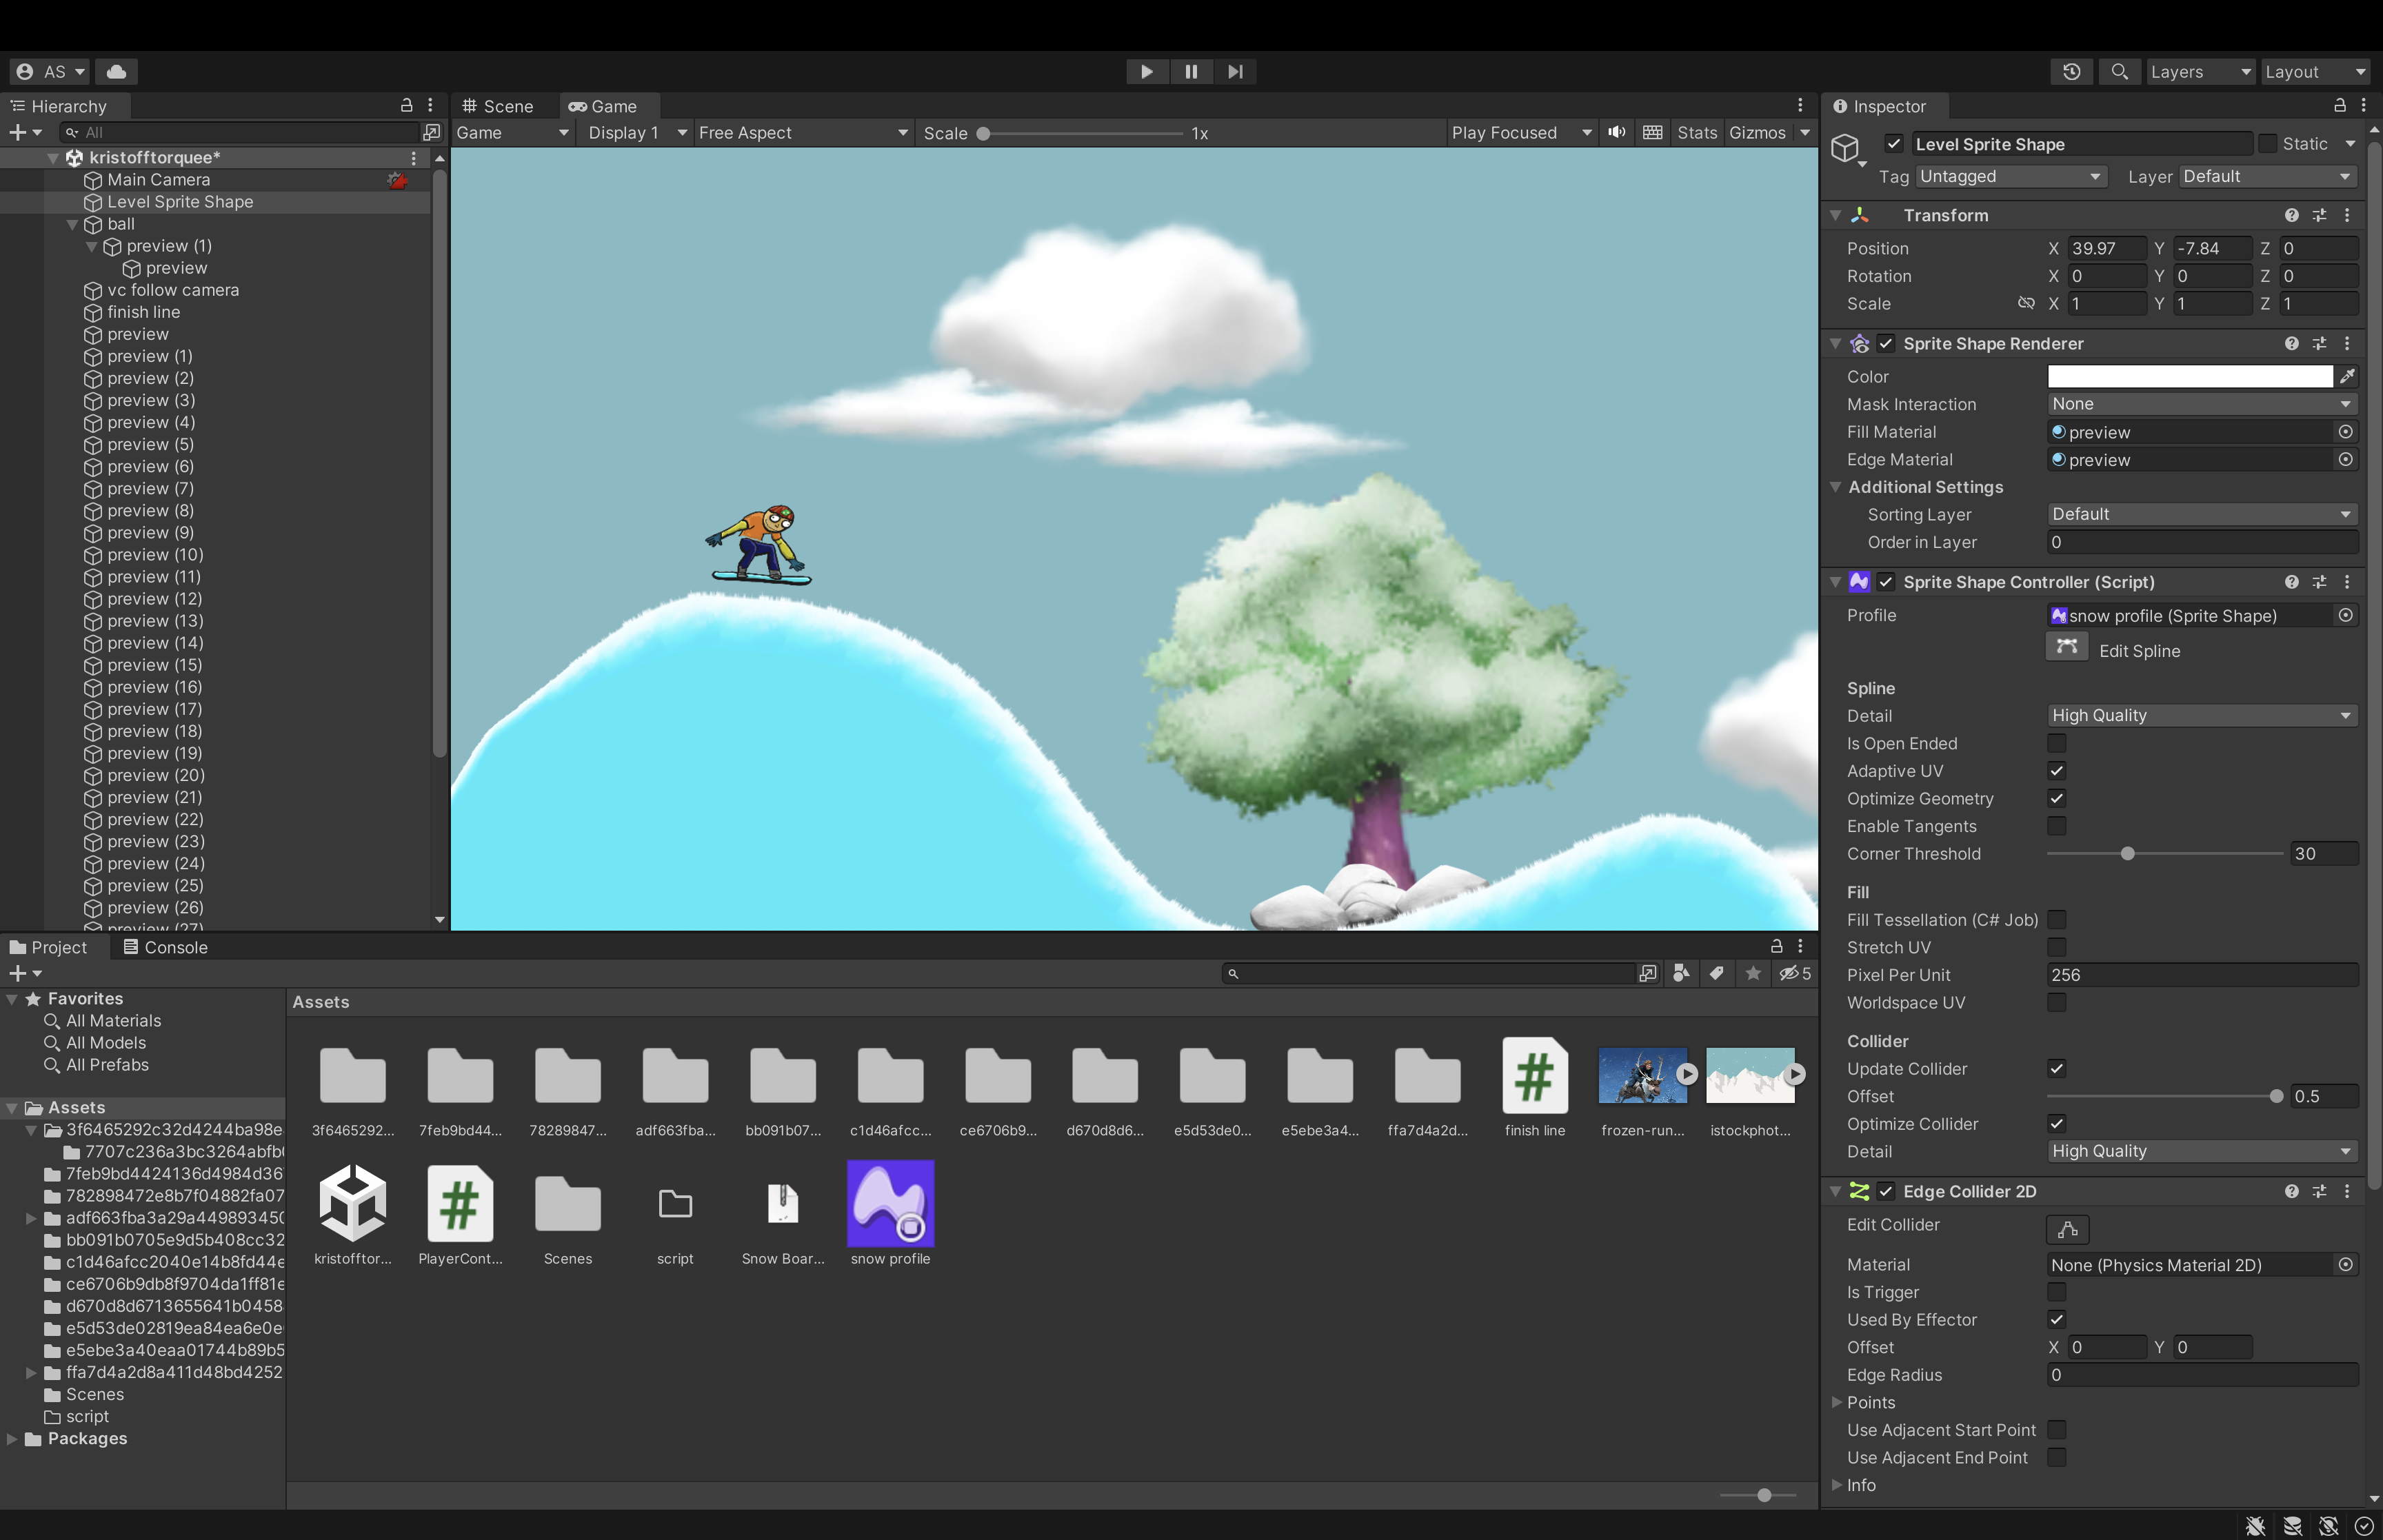 AS
Layers
Layout
Hierarchy
All
kristofftorquee*
Main Camera
Level Sprite Shape
ball
preview (1)
preview
vc follow camera
finish line
preview
preview (1)
preview (2)
preview (3)
preview (4)
preview (5)
preview (6)
preview (7)
preview (8)
preview (9)
preview (10)
preview (11)
preview (12)
preview (13)
preview (14)
preview (15)
preview (16)
preview (17)
preview (18)
preview (19)
preview (20)
preview (21)
preview (22)
preview (23)
preview (24)
preview (25)
preview (26)
preview (27)
Scene
Game
Game
Display 1
Free Aspect
Scale
1x
Play Focused
Stats
Gizmos
Inspector
Level Sprite Shape
Static
Tag Untagged
Layer Default
Transform
Position X 39.97 Y -7.84 Z 0
Rotation X 0 Y 0 Z 0
Scale X 1 Y 1 Z 1
Sprite Shape Renderer
Color
Mask Interaction None
Fill Material preview
Edge Material preview
Additional Settings
Sorting Layer Default
Order in Layer 0
Sprite Shape Controller (Script)
Profile snow profile (Sprite Shape)
Edit Spline
Spline
Detail High Quality
Is Open Ended
Adaptive UV
Optimize Geometry
Enable Tangents
Corner Threshold 30
Fill
Fill Tessellation (C# Job)
Stretch UV
Pixel Per Unit 256
Worldspace UV
Collider
Update Collider
Offset 0.5
Optimize Collider
Detail High Quality
Edge Collider 2D
Edit Collider
Material None (Physics Material 2D)
Is Trigger
Used By Effector
Offset X 0 Y 0
Edge Radius 0
Points
Use Adjacent Start Point
Use Adjacent End Point
Info
Project
Console
5
Favorites
All Materials
All Models
All Prefabs
Assets
3f6465292c32d4244ba98e
7707c236a3bc3264abfb
7feb9bd4424136d4984d36
782898472e8b7f04882fa07
adf663fba3a29a449893450
bb091b0705e9d5b408cc32
c1d46afcc2040e14b8fd44e
ce6706b9db8f9704da1ff81e
d670d8d6713655641b0458
e5d53de02819ea84ea6e0e
e5ebe3a40eaa01744b89b5
ffa7d4a2d8a411d48bd4252
Scenes
script
Packages
Assets
3f6465292...
7feb9bd44...
78289847...
adf663fba...
bb091b07...
c1d46afcc...
ce6706b9...
d670d8d6...
e5d53de0...
e5ebe3a4...
ffa7d4a2d...
finish line
frozen-run...
istockphot...
kristofftor...
PlayerCont...
Scenes
script
Snow Boar...
snow profile